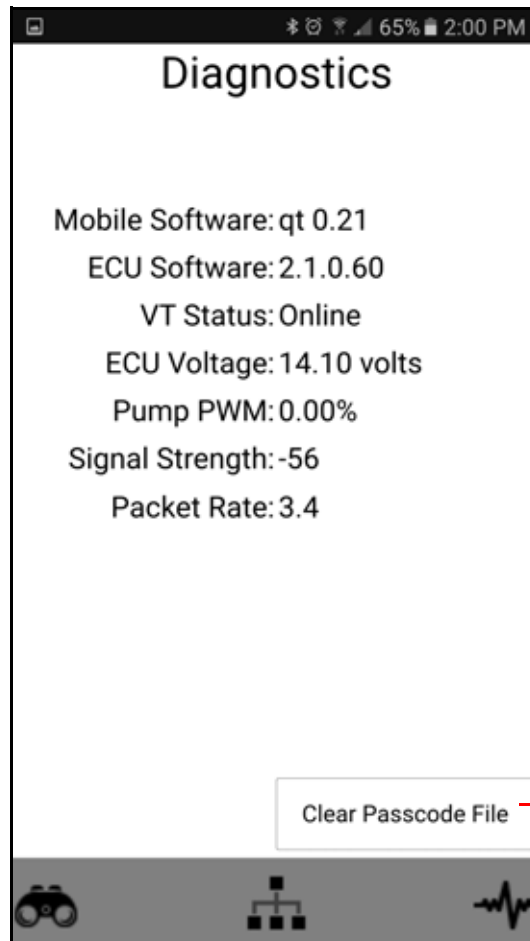 65% 2:00 PM
Diagnostics
Mobile Software: qt 0.21
ECU Software: 2.1.0.60
VT Status: Online
ECU Voltage: 14.10 volts
Pump PWM: 0.00%
Signal Strength: -56
Packet Rate: 3.4
Clear Passcode File